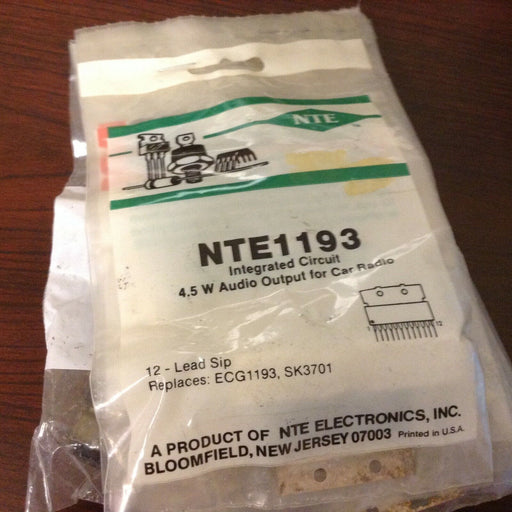 NTE
NTE1193
Integrated Circuit
4.5 W Audio Output for Car Radio
1 12
12 - Lead Sip
Replaces: ECG1193, SK3701
A PRODUCT OF NTE ELECTRONICS, INC.
BLOOMFIELD, NEW JERSEY 07003 Printed in U.S.A.